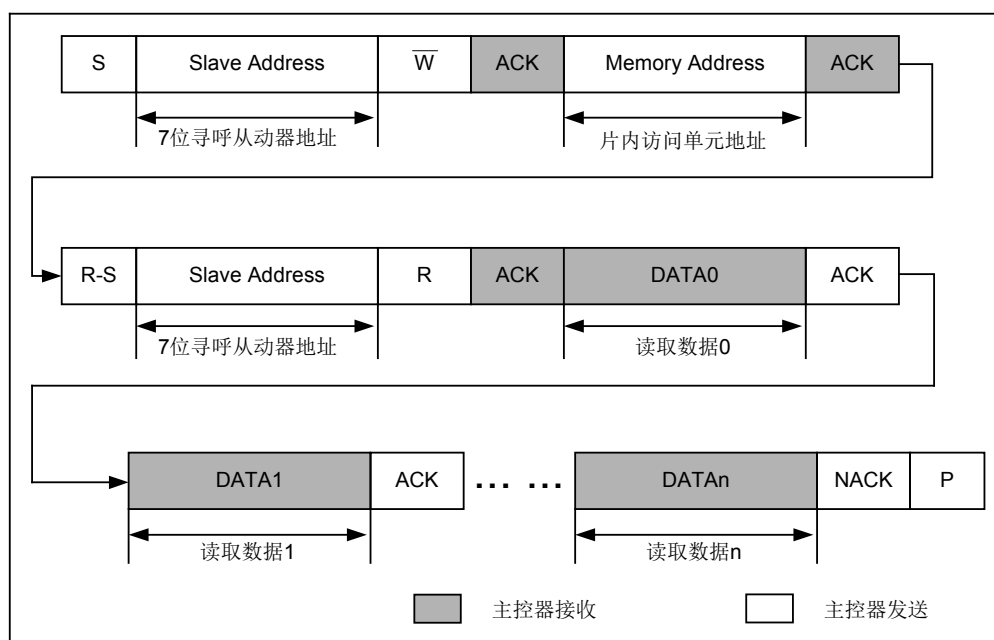 S Slave Address W̅ ACK Memory Address ACK
7位寻呼从动器地址 片内访问单元地址
R-S Slave Address R ACK DATA0 ACK
7位寻呼从动器地址 读取数据0
DATA1 ACK ... ... DATAn NACK P
读取数据1 读取数据n
主控器接收 主控器发送